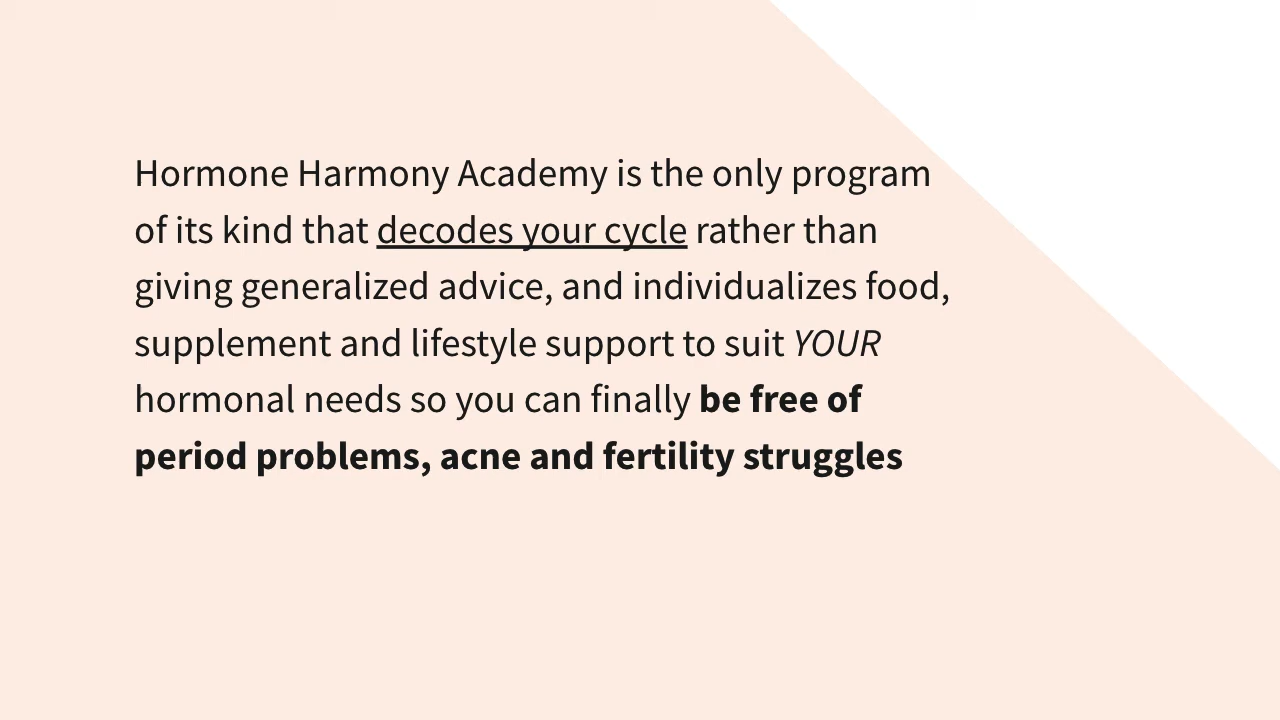 Hormone Harmony Academy is the only program
of its kind that decodes your cycle rather than
giving generalized advice, and individualizes food,
supplement and lifestyle support to suit YOUR
hormonal needs so you can finally be free of
period problems, acne and fertility struggles